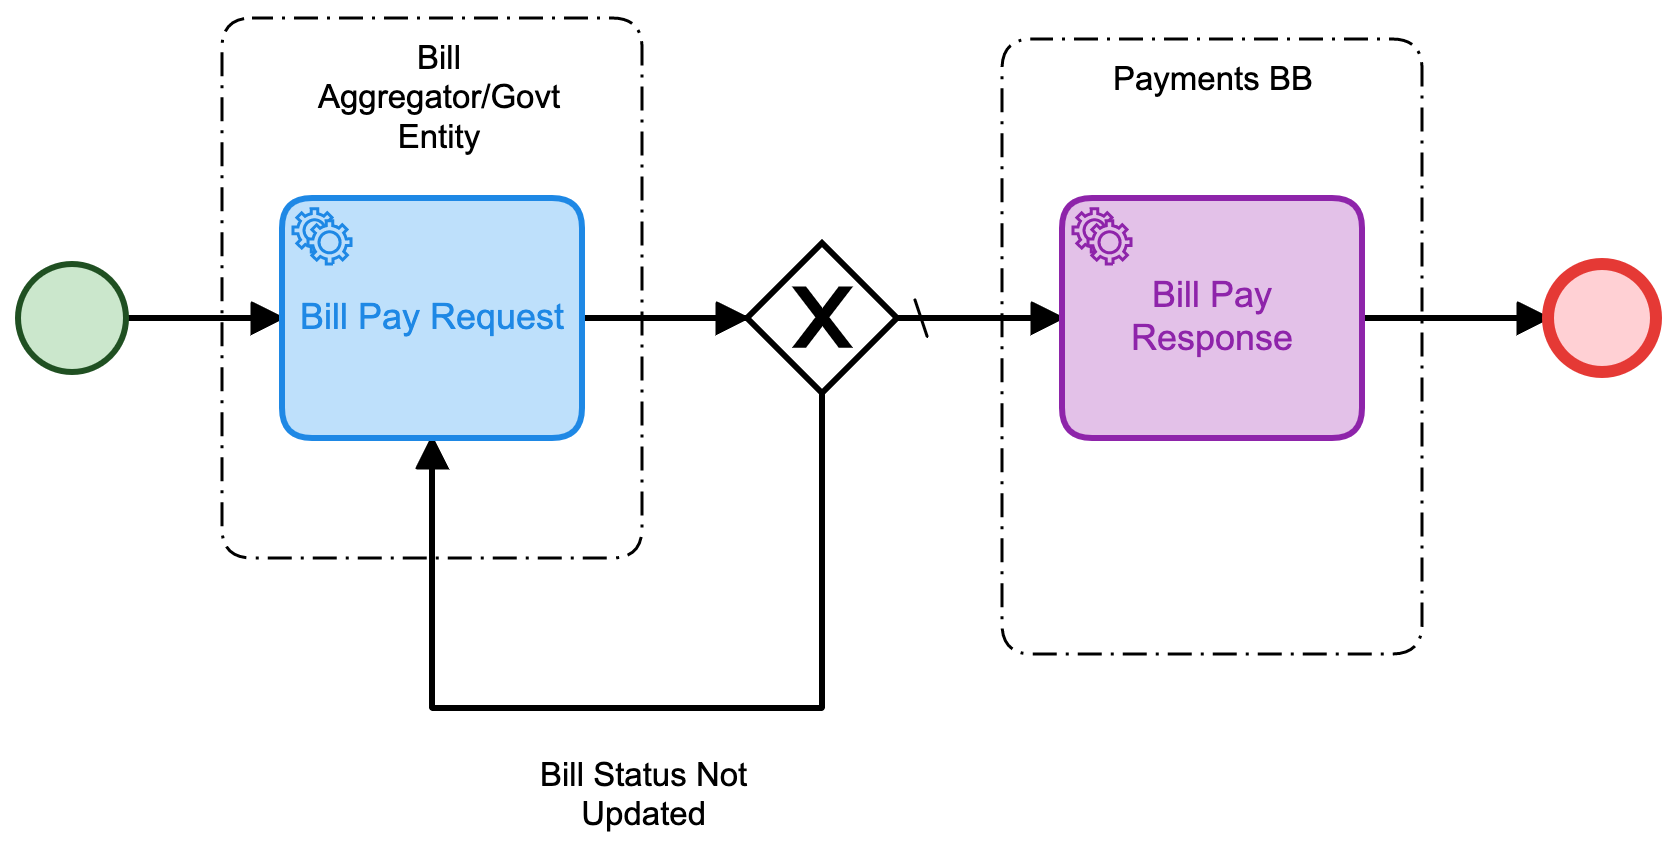 Bill
Aggregator/Govt
Entity
Payments BB
Bill Pay Request
X
Bill Pay
Response
Bill Status Not
Updated